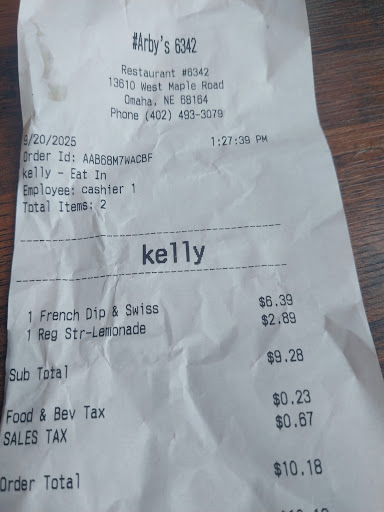 #Arby's 6342
Restaurant #6342
13610 West Maple Road
Omaha, NE 68164
Phone (402) 493-3079
9/20/2025 1:27:39 PM
Order Id: AAB68M7WACBF
kelly - Eat In
Employee: cashier 1
Total Items: 2
kelly
1 French Dip & Swiss $6.39
1 Reg Str-Lemonade $2.89
Sub Total $9.28
Food & Bev Tax $0.23
SALES TAX $0.67
Order Total $10.18